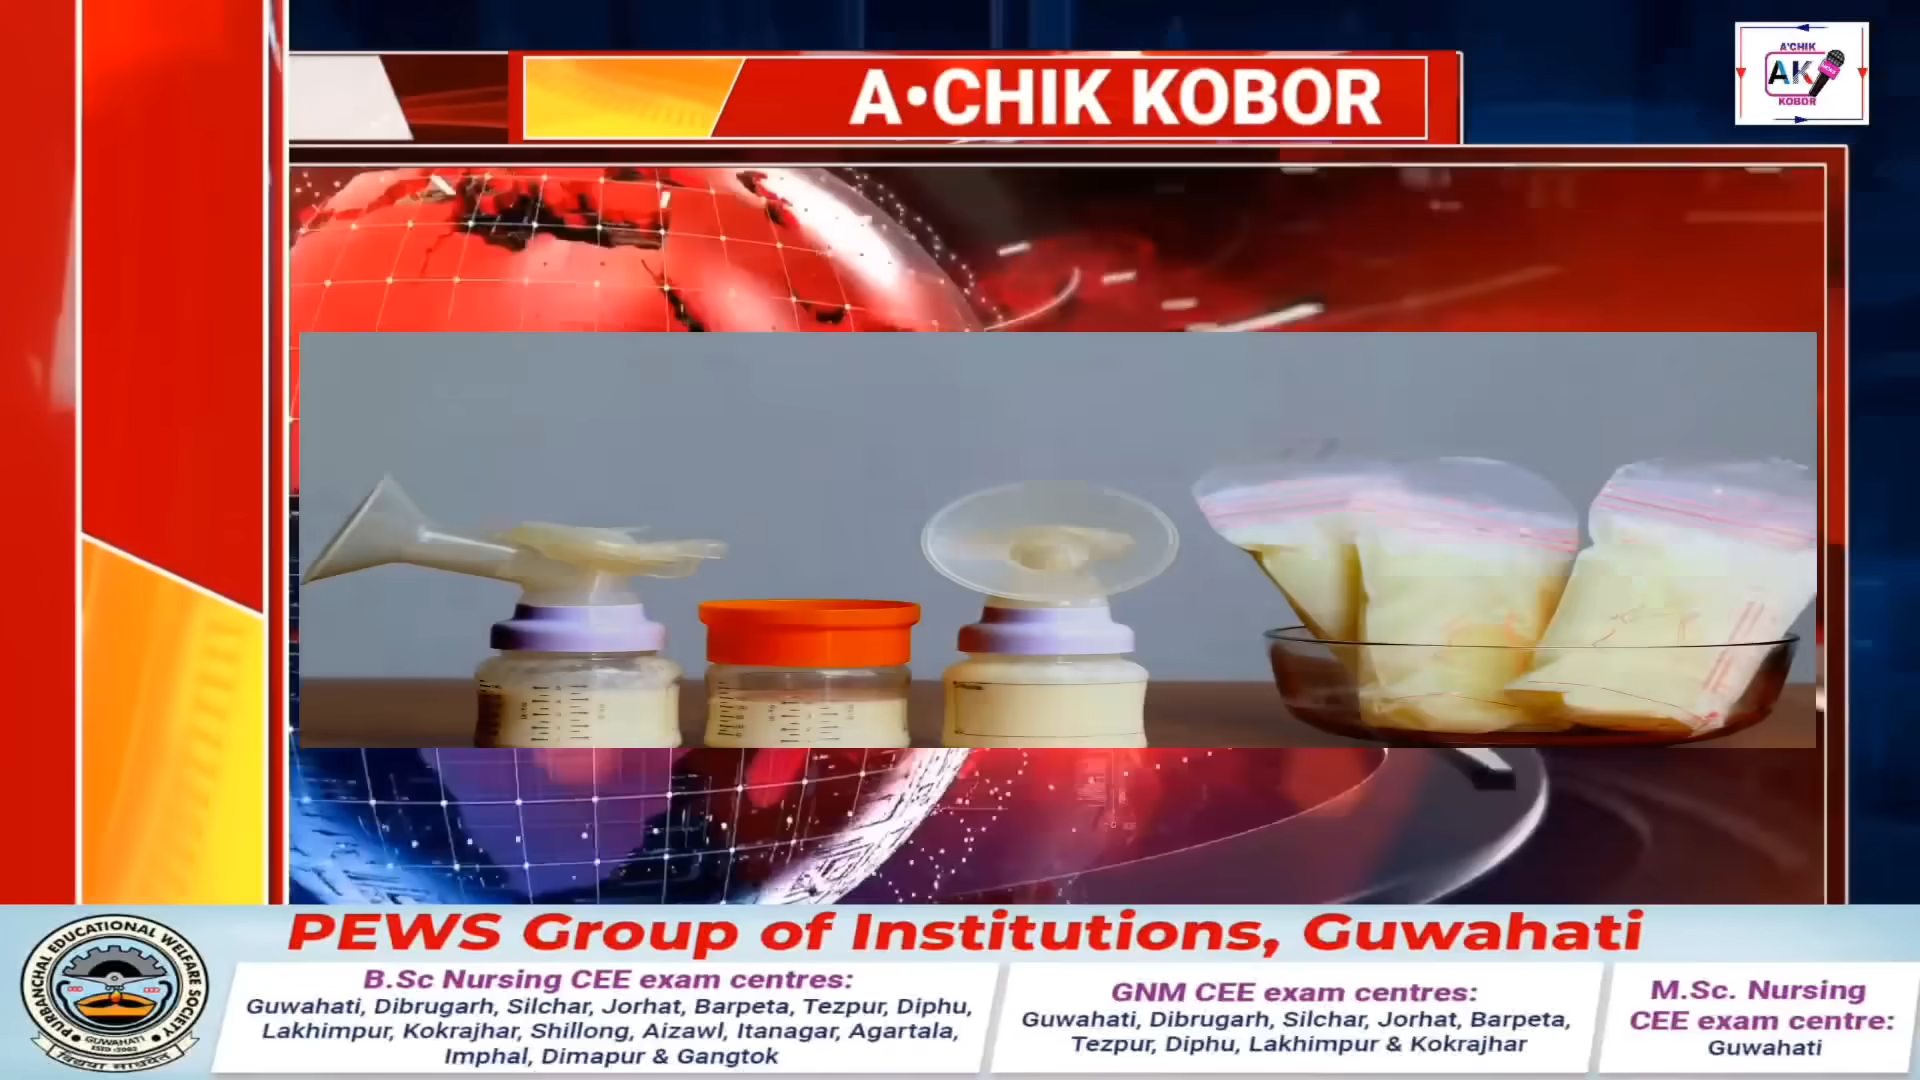 A•CHIK KOBOR
A'CHIK
AK
KOBOR
PEWS Group of Institutions, Guwahati
PURBANCHAL EDUCATIONAL WELFARE SOCIETY
GUWAHATI
ESTD :2002
B.Sc Nursing CEE exam centres:
Guwahati, Dibrugarh, Silchar, Jorhat, Barpeta, Tezpur, Diphu,
Lakhimpur, Kokrajhar, Shillong, Aizawl, Itanagar, Agartala,
Imphal, Dimapur & Gangtok
GNM CEE exam centres:
Guwahati, Dibrugarh, Silchar, Jorhat, Barpeta,
Tezpur, Diphu, Lakhimpur & Kokrajhar
M.Sc. Nursing
CEE exam centre:
Guwahati